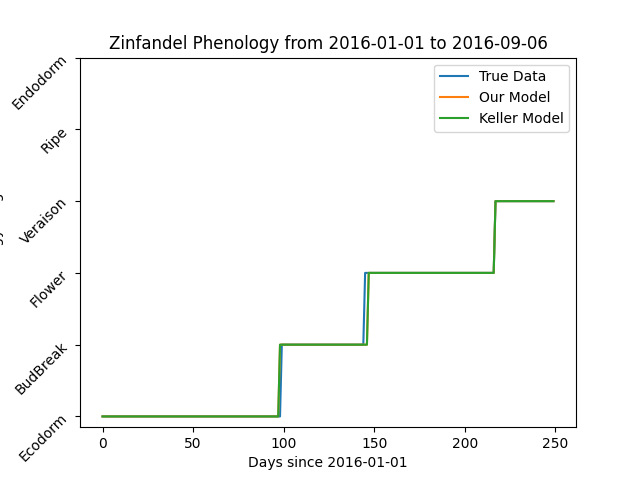 Zinfandel Phenology from 2016-01-01 to 2016-09-06
Endodorm
Ripe
Veraison
Flower
BudBreak
Ecodorm
True Data
Our Model
Keller Model
0 50 100 150 200 250
Days since 2016-01-01